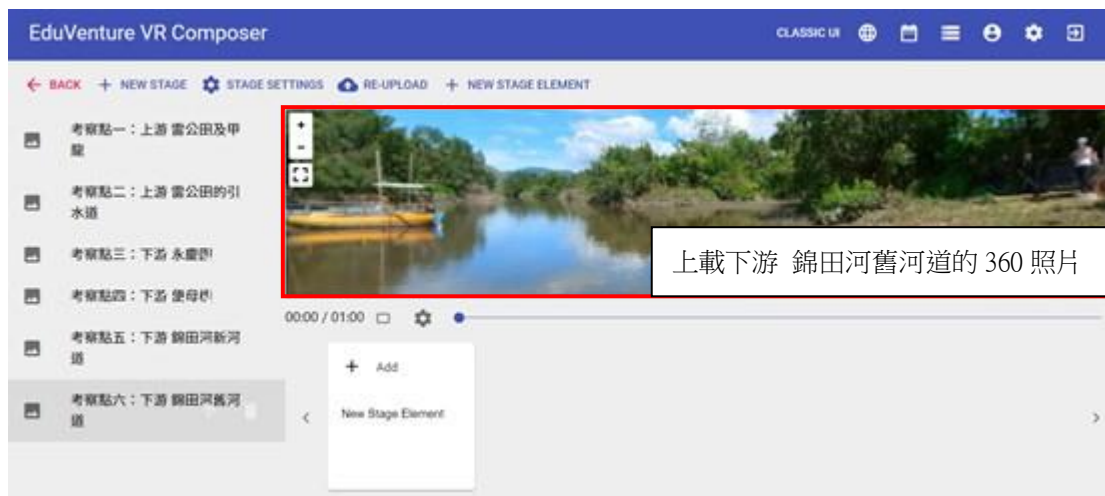 EduVenture VR Composer
CLASSIC UI
BACK
NEW STAGE
STAGE SETTINGS
RE-UPLOAD
NEW STAGE ELEMENT
考察點一：上游 雷公田及甲
龍
考察點二：上游 雷公田的引
水道
考察點三：下游 永慶圍
考察點四：下游 便母橋
考察點五：下游 錦田河新河
道
考察點六：下游 錦田河舊河
道
上載下游 錦田河舊河道的 360 照片
00:00 / 01:00
+ Add
New Stage Element